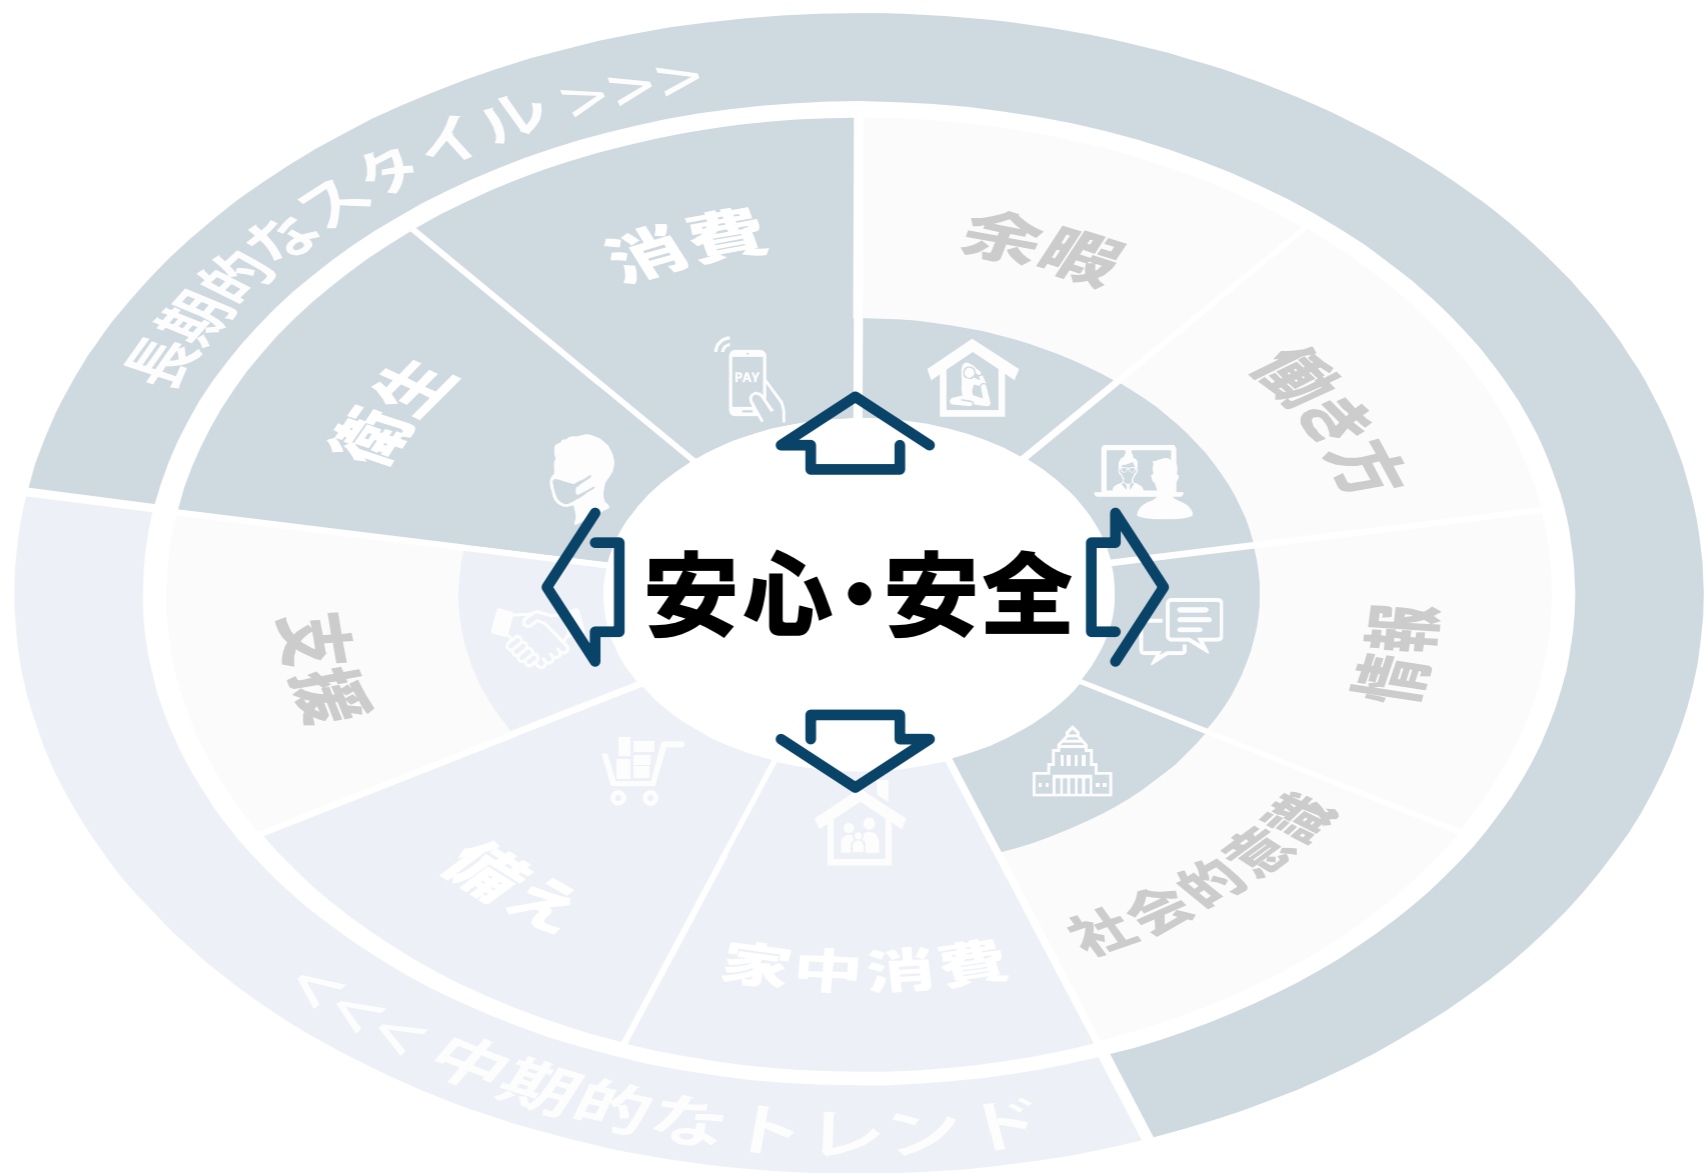 長期的なスタイル >>>
消費
余暇
衛生
働き方
PAY
安心・安全
支援
情報
備え
社会的意識
家中消費
<<< 中期的なトレンド